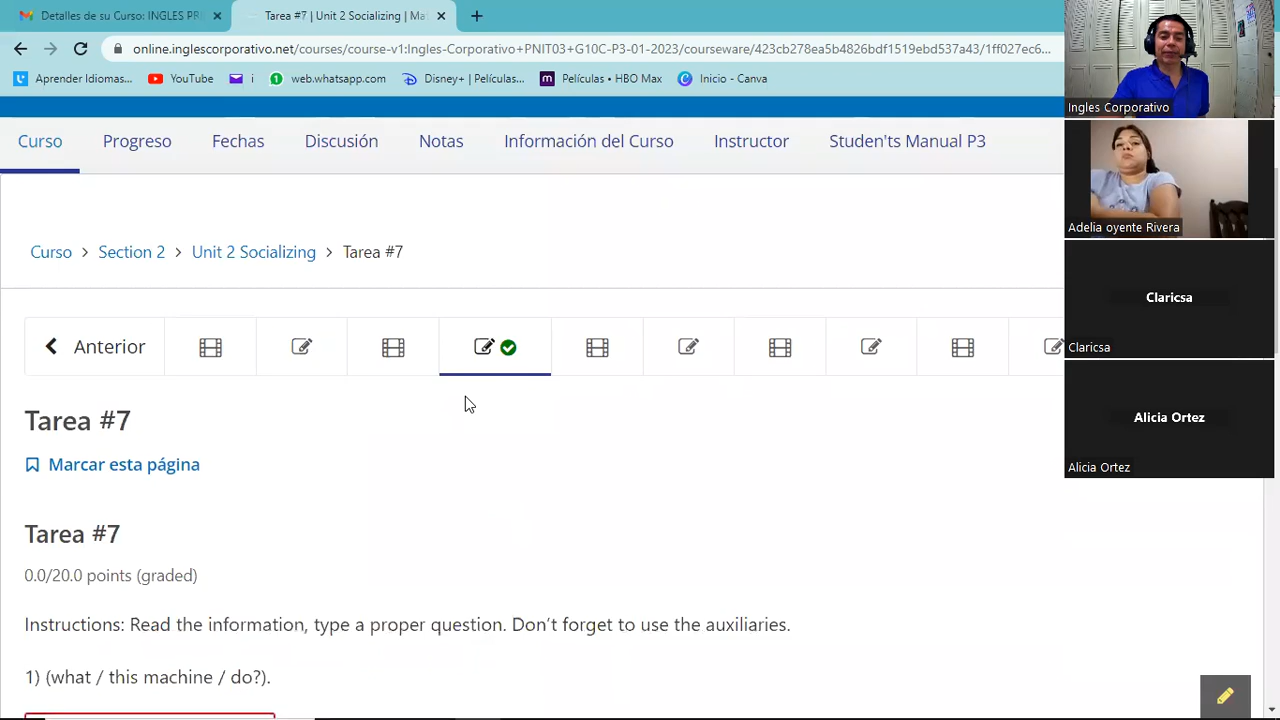 Detalles de su Curso: INGLES PRI
Tarea #7 | Unit 2 Socializing | Ma
online.inglescorporativo.net/courses/course-v1:Ingles-Corporativo+PNIT03+G10C-P3-01-2023/courseware/423cb273ea5b4826bdf1539ebd537a43/1ff027ec6...
Aprender Idiomas...
YouTube
i
web.whatsapp.com
Disney+ | Películas...
Películas • HBO Max
Inicio - Canva
Curso
Progreso
Fechas
Discusión
Notas
Información del Curso
Instructor
Studen'ts Manual P3
Curso > Section 2 > Unit 2 Socializing > Tarea #7
Anterior
Tarea #7
Marcar esta página
Tarea #7
0.0/20.0 points (graded)
Instructions: Read the information, type a proper question. Don't forget to use the auxiliaries.
1) (what / this machine / do?).
Ingles Corporativo
Adelia oyente Rivera
Claricsa
Claricsa
Alicia Ortez
Alicia Ortez